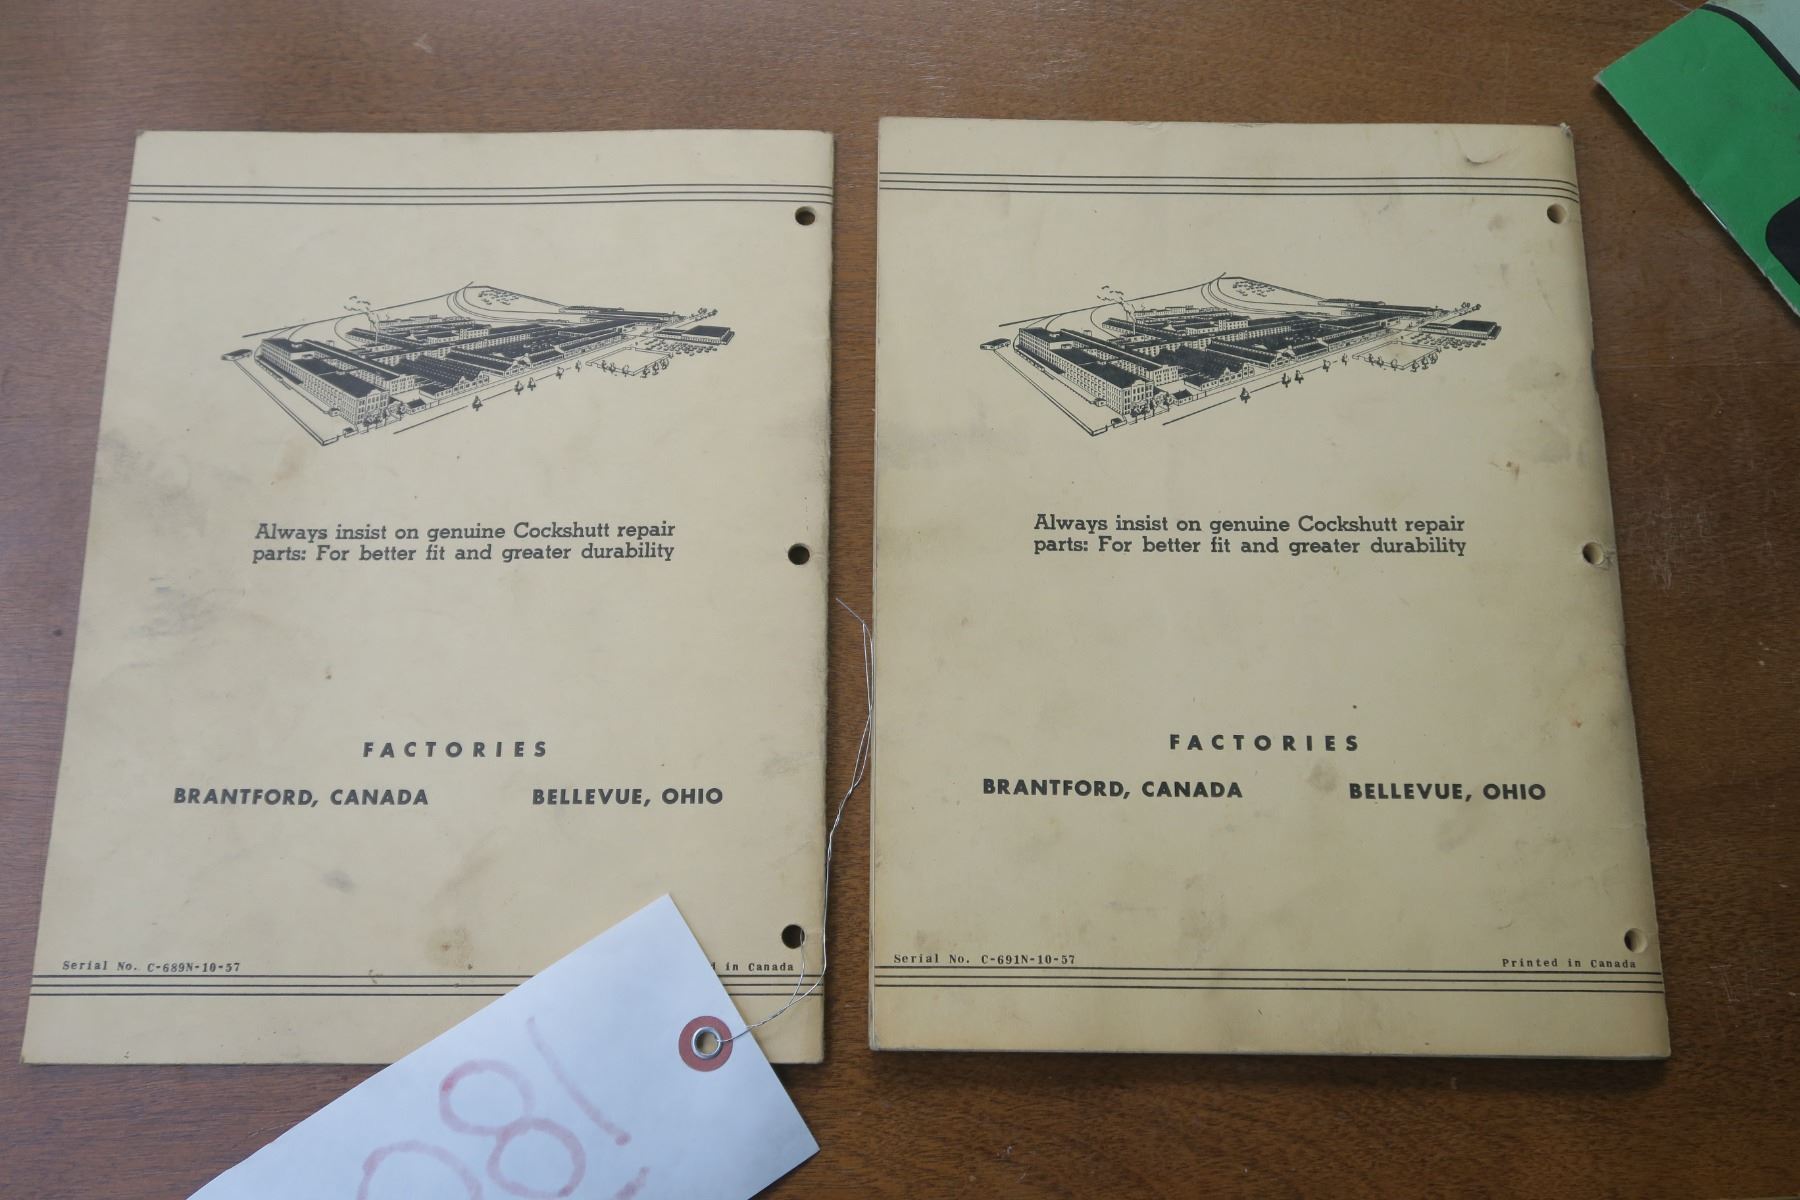 Always insist on genuine Cockshutt repair
parts: For better fit and greater durability
FACTORIES
BRANTFORD, CANADA BELLEVUE, OHIO
Serial No. C-689N-10-57 in Canada
Always insist on genuine Cockshutt repair
parts: For better fit and greater durability
FACTORIES
BRANTFORD, CANADA BELLEVUE, OHIO
Serial No. C-691N-10-57 Printed in Canada